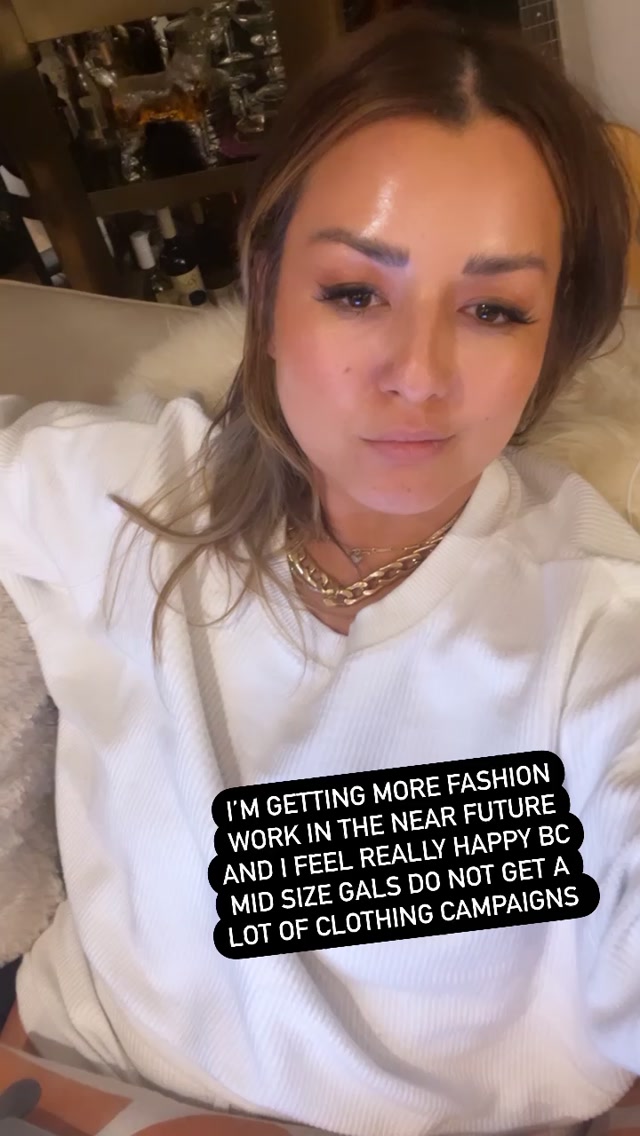 I'M GETTING MORE FASHION
WORK IN THE NEAR FUTURE
AND I FEEL REALLY HAPPY BC
MID SIZE GALS DO NOT GET A
LOT OF CLOTHING CAMPAIGNS